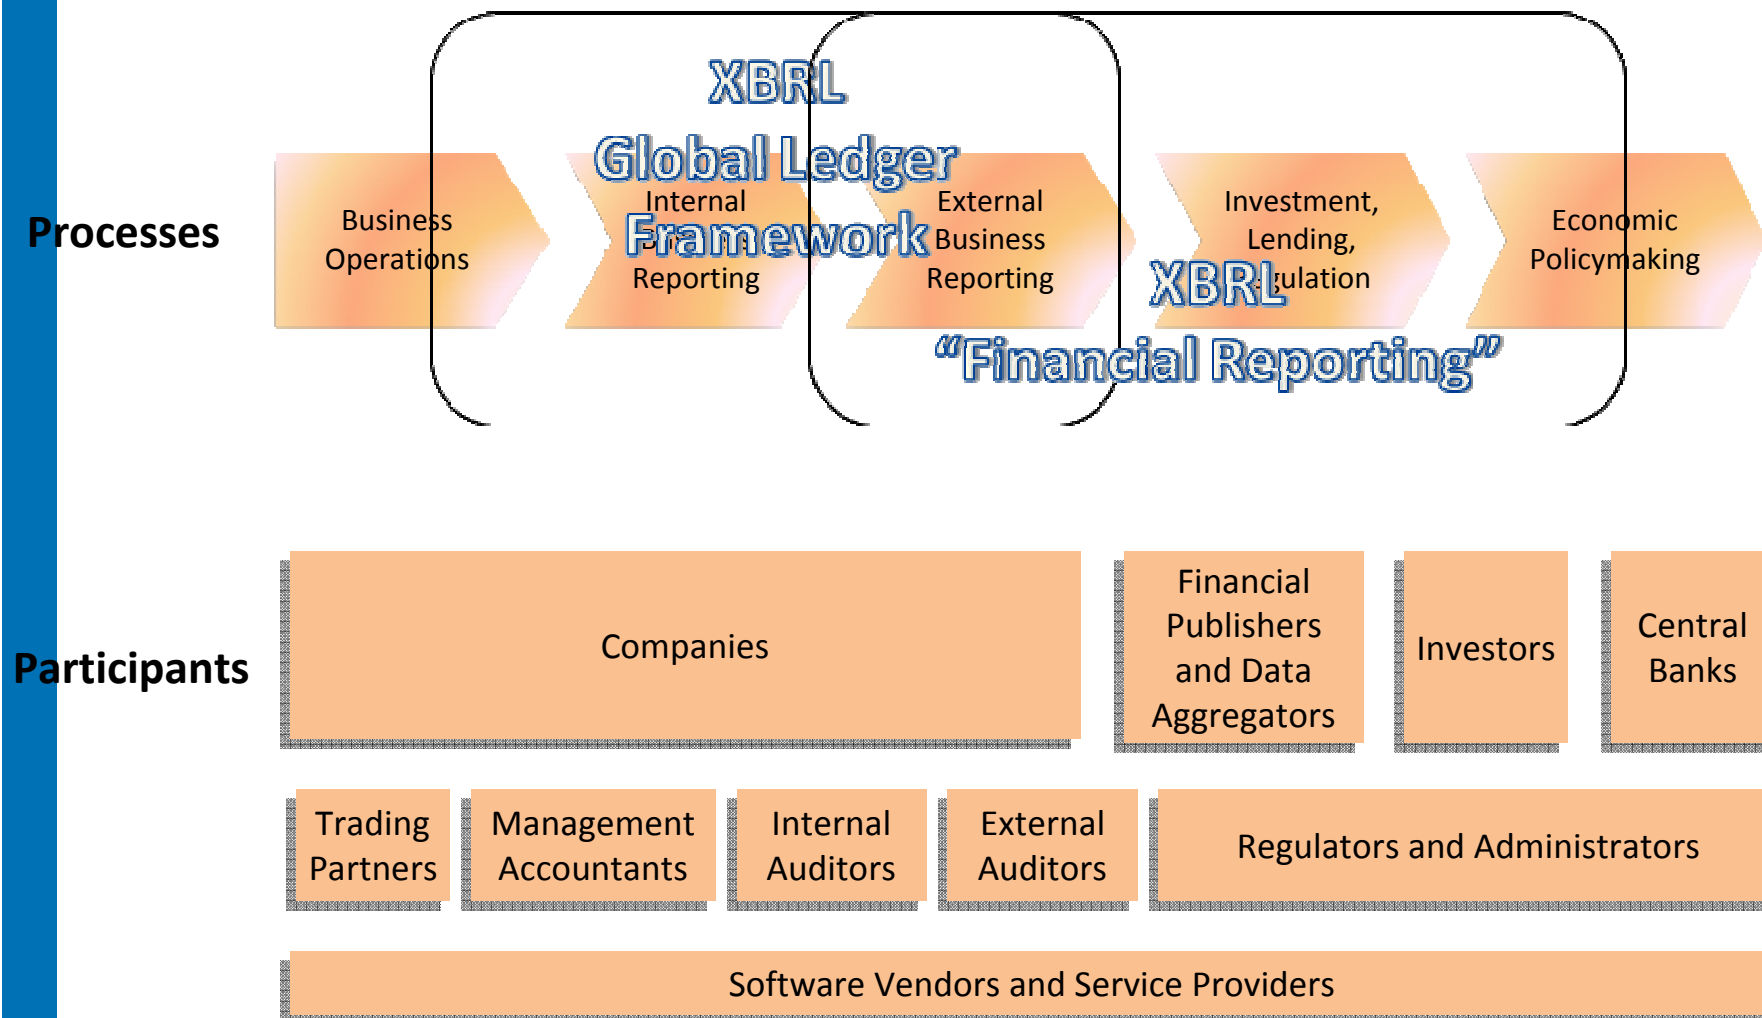 XBRL
Global Ledger
Framework
Processes
Business
Operations
Internal
Reporting
External
Business
Reporting
Investment,
Lending,
XBRL
"Financial Reporting"
Economic
Policymaking
Participants
Companies
Financial
Publishers
and Data
Aggregators
Investors
Central
Banks
Trading
Partners
Management
Accountants
Internal
Auditors
External
Auditors
Regulators and Administrators
Software Vendors and Service Providers